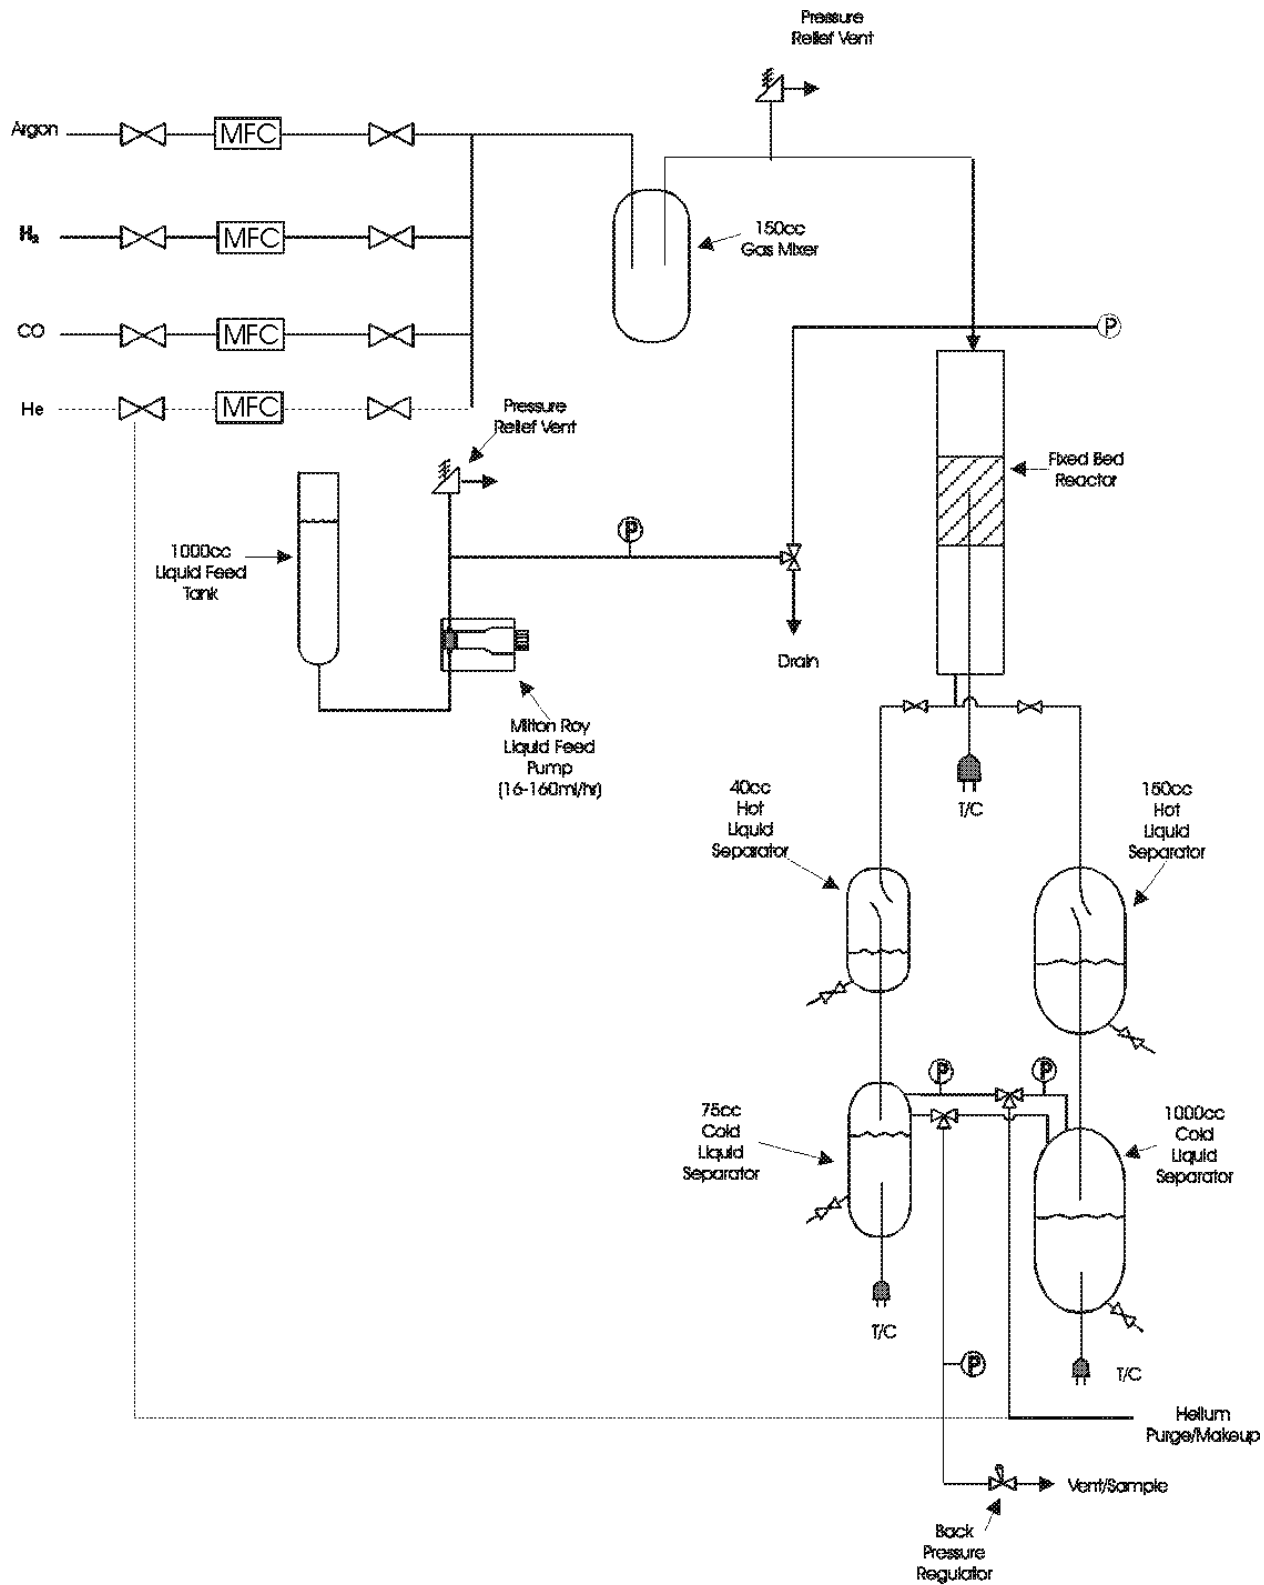 Pressure
Relief Vent
Argon
MFC
H₂
MFC
150cc
Gas Mixer
CO
MFC
P
He
MFC
Pressure
Relief Vent
Fixed Bed
Reactor
P
1000cc
Liquid Feed
Tank
Drain
Milton Roy
Liquid Feed
Pump
(16-160ml/hr)
T/C
40cc
Hot
Liquid
Separator
150cc
Hot
Liquid
Separator
P
P
75cc
Cold
Liquid
Separator
1000cc
Cold
Liquid
Separator
T/C
P
T/C
Helium
Purge/Makeup
Vent/Sample
Back
Pressure
Regulator